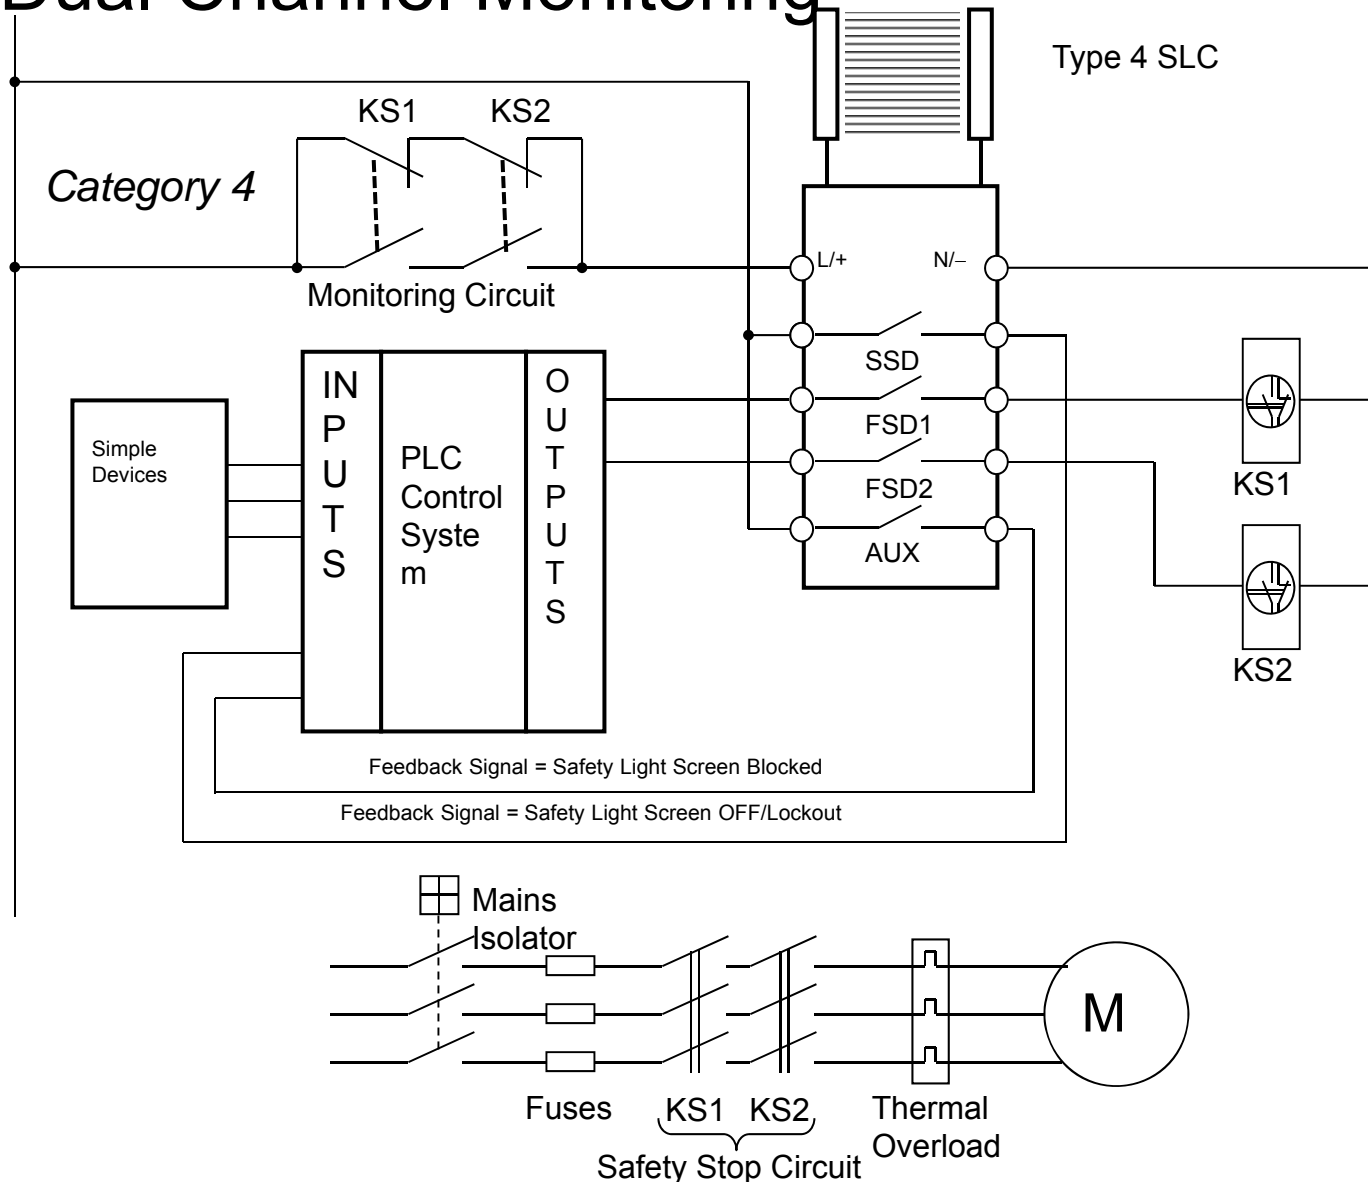 Dual Channel Monitoring
Type 4 SLC
KS1 KS2
Category 4
L/+ N/–
Monitoring Circuit
SSD
INPUTS
OUTPUTS
FSD1
Simple
Devices
PLC
Control
Syste
m
KS1
FSD2
AUX
KS2
Feedback Signal = Safety Light Screen Blocked
Feedback Signal = Safety Light Screen OFF/Lockout
Mains
Isolator
M
Fuses
KS1 KS2
Thermal
Overload
Safety Stop Circuit